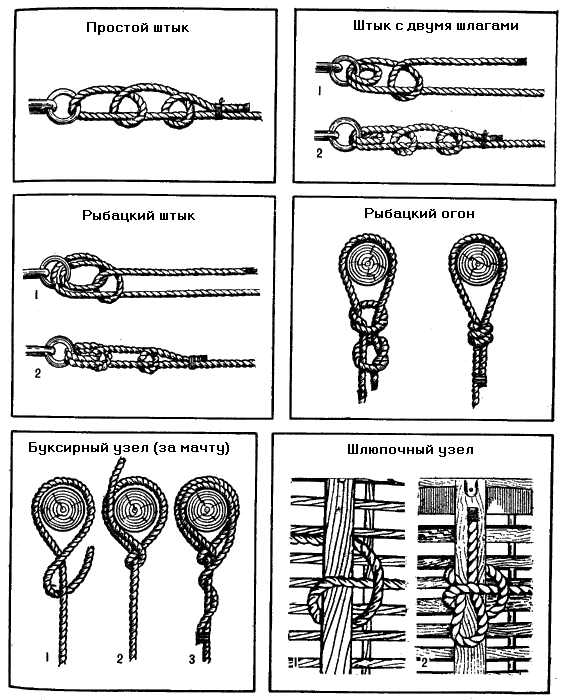 Простой штык
Штык с двумя шлагами
1
2
Рыбацкий штык
1
2
Рыбацкий огон
Буксирный узел (за мачту)
1
2
3
Шлюпочный узел
1
2